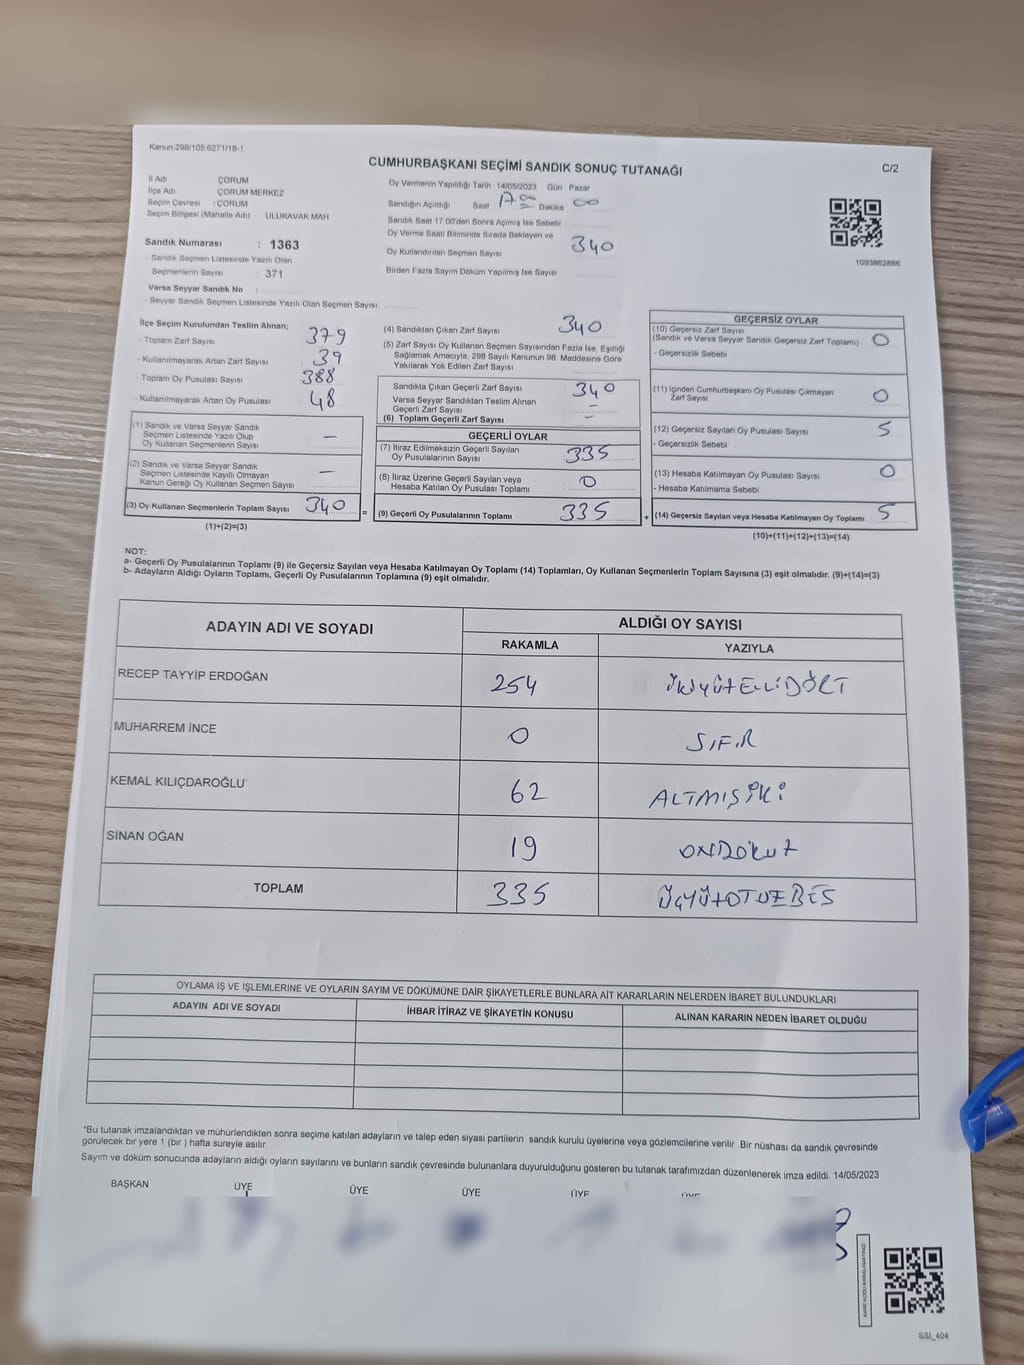 Kanun 298/105,6271/18-1
CUMHURBAŞKANI SEÇİMİ SANDIK SONUÇ TUTANAĞI
C/2
İl Adı ÇORUM
İlçe Adı ÇORUM MERKEZ
Seçim Çevresi : ÇORUM
Seçim Bölgesi (Mahalle Adı) ULUKAVAK MAH
Sandık Numarası : 1363
- Sandık Seçmen Listesinde Yazılı Olan
Seçmenlerin Sayısı : 371
Varsa Seyyar Sandık No :
- Seyyar Sandık Seçmen Listesinde Yazılı Olan Seçmen Sayısı:
Oy Vermenin Yapıldığı Tarih 14/05/2023 Gün Pazar
Sandığın Açıldığı Saat 17 00 Dakika 00
Sandık Saat 17.00'den Sonra Açılmış İse Sebebi
Oy Verme Saati Bitiminde Sırada Bekleyen ve
Oy Kullandırılan Seçmen Sayısı 340
Birden Fazla Sayım Döküm Yapılmış İse Sayısı
1093862886
İlçe Seçim Kurulundan Teslim Alınan;
- Toplam Zarf Sayısı 379
- Kullanılmayarak Artan Zarf Sayısı 39
- Toplam Oy Pusulası Sayısı 388
- Kullanılmayarak Artan Oy Pusulası 48
(1) Sandık ve Varsa Seyyar Sandık
Seçmen Listesinde Yazılı Olup
Oy Kullanan Seçmenlerin Sayısı –
(2) Sandık ve Varsa Seyyar Sandık
Seçmen Listesinde Kayıtlı Olmayan
Kanun Gereği Oy Kullanan Seçmen Sayısı –
(3) Oy Kullanan Seçmenlerin Toplam Sayısı 340 =
(1)+(2)=(3)
(4) Sandıktan Çıkan Zarf Sayısı 340
(5) Zarf Sayısı Oy Kullanan Seçmen Sayısından Fazla İse, Eşitliği
Sağlamak Amacıyla, 298 Sayılı Kanunun 98. Maddesine Göre
Yakılarak Yok Edilen Zarf Sayısı
Sandıkta Çıkan Geçerli Zarf Sayısı 340
Varsa Seyyar Sandıktan Teslim Alınan
Geçerli Zarf Sayısı –
(6) Toplam Geçerli Zarf Sayısı –
GEÇERLİ OYLAR
(7) İtiraz Edilmeksizin Geçerli Sayılan
Oy Pusulalarının Sayısı 335
(8) İtiraz Üzerine Geçerli Sayılan veya
Hesaba Katılan Oy Pusulası Toplamı 0
(9) Geçerli Oy Pusulalarının Toplamı 335 +
GEÇERSİZ OYLAR
(10) Geçersiz Zarf Sayısı
(Sandık ve Varsa Seyyar Sandık Geçersiz Zarf Toplamı) 0
- Geçersizlik Sebebi
(11) İçinden Cumhurbaşkanı Oy Pusulası Çıkmayan
Zarf Sayısı 0
(12) Geçersiz Sayılan Oy Pusulası Sayısı 5
- Geçersizlik Sebebi
(13) Hesaba Katılmayan Oy Pusulası Sayısı 0
- Hesaba Katılmama Sebebi
(14) Geçersiz Sayılan veya Hesaba Katılmayan Oy Toplamı 5
(10)+(11)+(12)+(13)=(14)
NOT:
a- Geçerli Oy Pusulalarının Toplamı (9) ile Geçersiz Sayılan veya Hesaba Katılmayan Oy Toplamı (14) Toplamları, Oy Kullanan Seçmenlerin Toplam Sayısına (3) eşit olmalıdır. (9)+(14)=(3)
b- Adayların Aldığı Oyların Toplamı, Geçerli Oy Pusulalarının Toplamına (9) eşit olmalıdır.
ADAYIN ADI VE SOYADI
ALDIĞI OY SAYISI
RAKAMLA YAZIYLA
RECEP TAYYİP ERDOĞAN 254 İKİYÜZELLİDÖRT
MUHARREM İNCE 0 SIFIR
KEMAL KILIÇDAROĞLU 62 ALTMIŞİKİ
SİNAN OĞAN 19 ONDOKUZ
TOPLAM 335 ÜÇYÜZOTUZBEŞ
OYLAMA İŞ VE İŞLEMLERİNE VE OYLARIN SAYIM VE DÖKÜMÜNE DAİR ŞİKAYETLERLE BUNLARA AİT KARARLARIN NELERDEN İBARET BULUNDUKLARI
ADAYIN ADI VE SOYADI İHBAR İTİRAZ VE ŞİKAYETİN KONUSU ALINAN KARARIN NEDEN İBARET OLDUĞU
*Bu tutanak imzalandıktan ve mühürlendikten sonra seçime katılan adayların ve talep eden siyasi partilerin sandık kurulu üyelerine veya gözlemcilerine verilir. Bir nüshası da sandık çevresinde
görülecek bir yere 1 (bir ) hafta süreyle asılır.
Sayım ve döküm sonucunda adayların aldığı oyların sayılarını ve bunların sandık çevresinde bulunanlara duyurulduğunu gösteren bu tutanak tarafımızdan düzenlenerek imza edildi. 14/05/2023
BAŞKAN ÜYE ÜYE ÜYE ÜYE ÜYE
SSİ_404